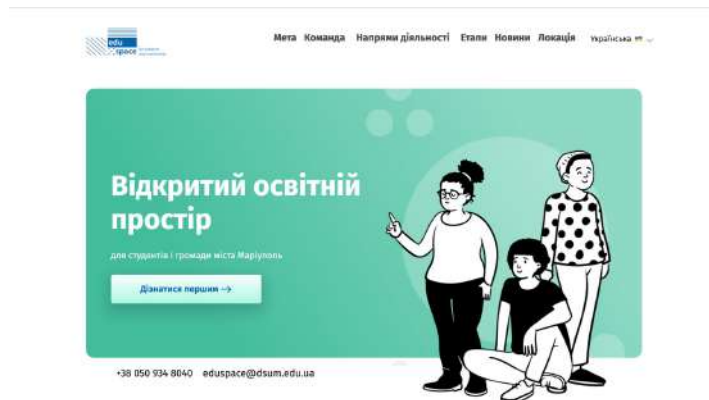 edu
space
Мета Команда Напрями діяльності Етапи Новини Локація Українська
Відкритий освітній
простір
для студентів і громади міста Маріуполь
Дізнатися першим →
+38 050 934 8040 eduspace@dsum.edu.ua